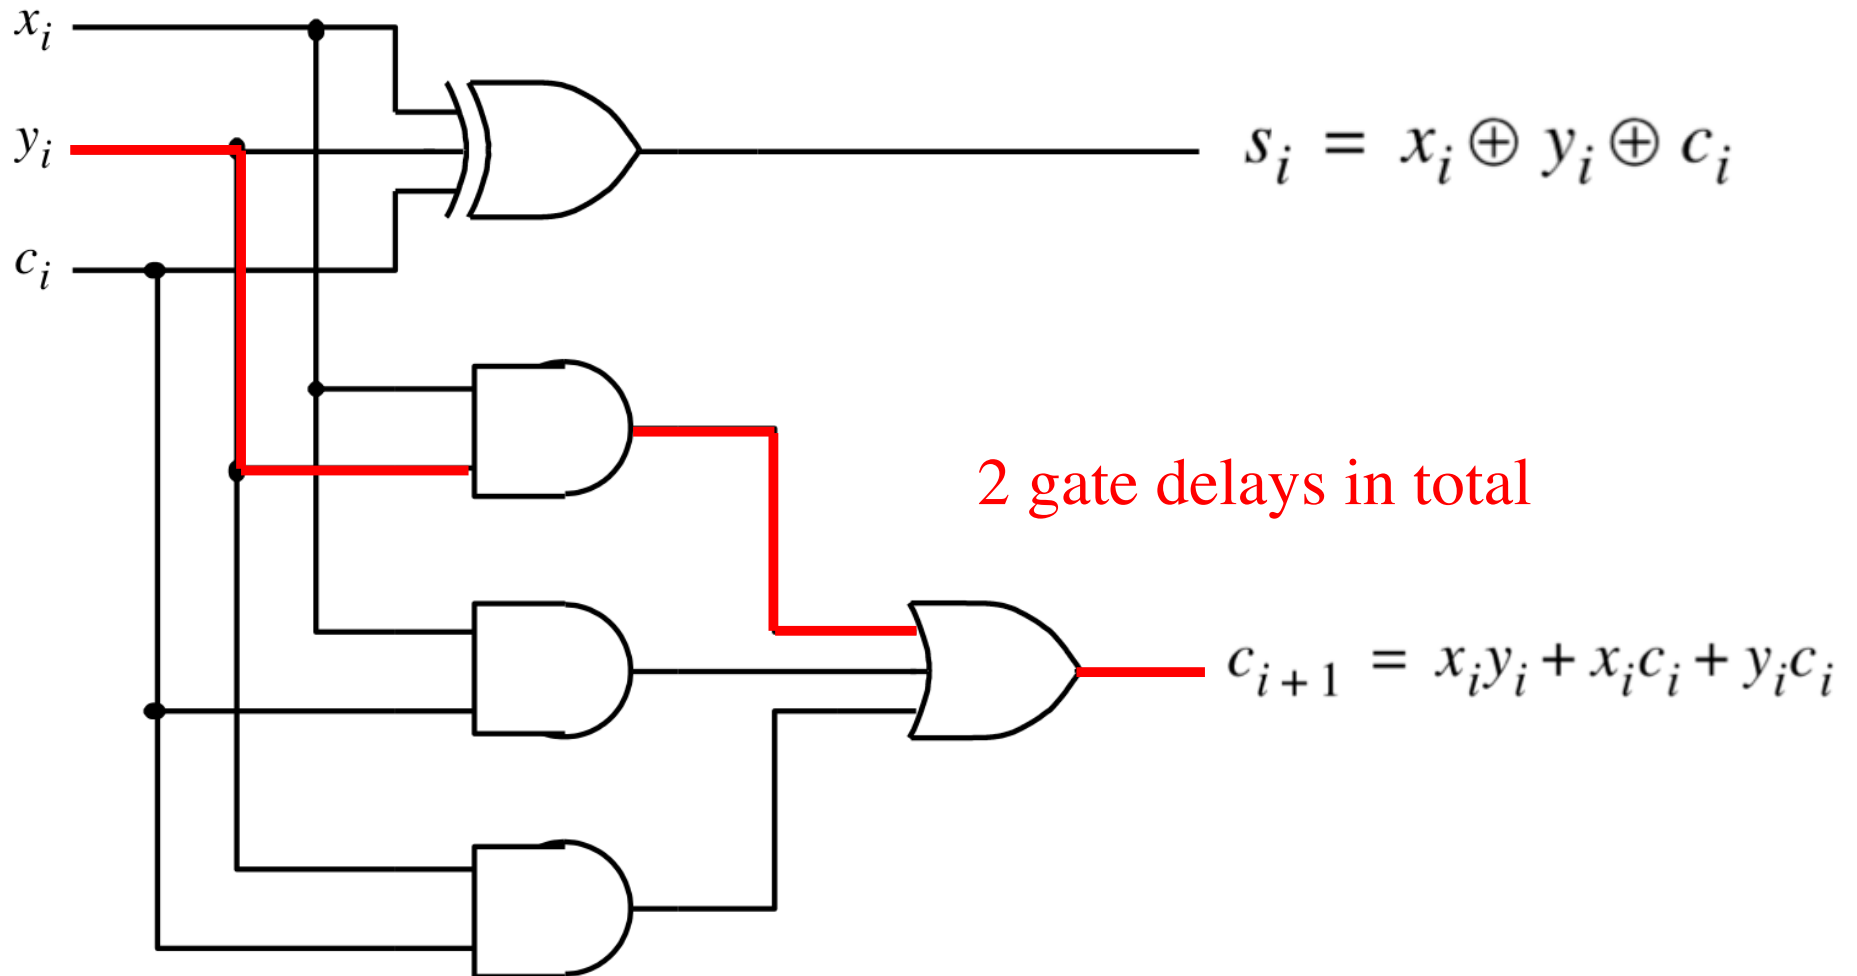 xᵢ
sᵢ = xᵢ ⊕ yᵢ ⊕ cᵢ
yᵢ
cᵢ
2 gate delays in total
cᵢ₊₁ = xᵢyᵢ + xᵢcᵢ + yᵢcᵢ